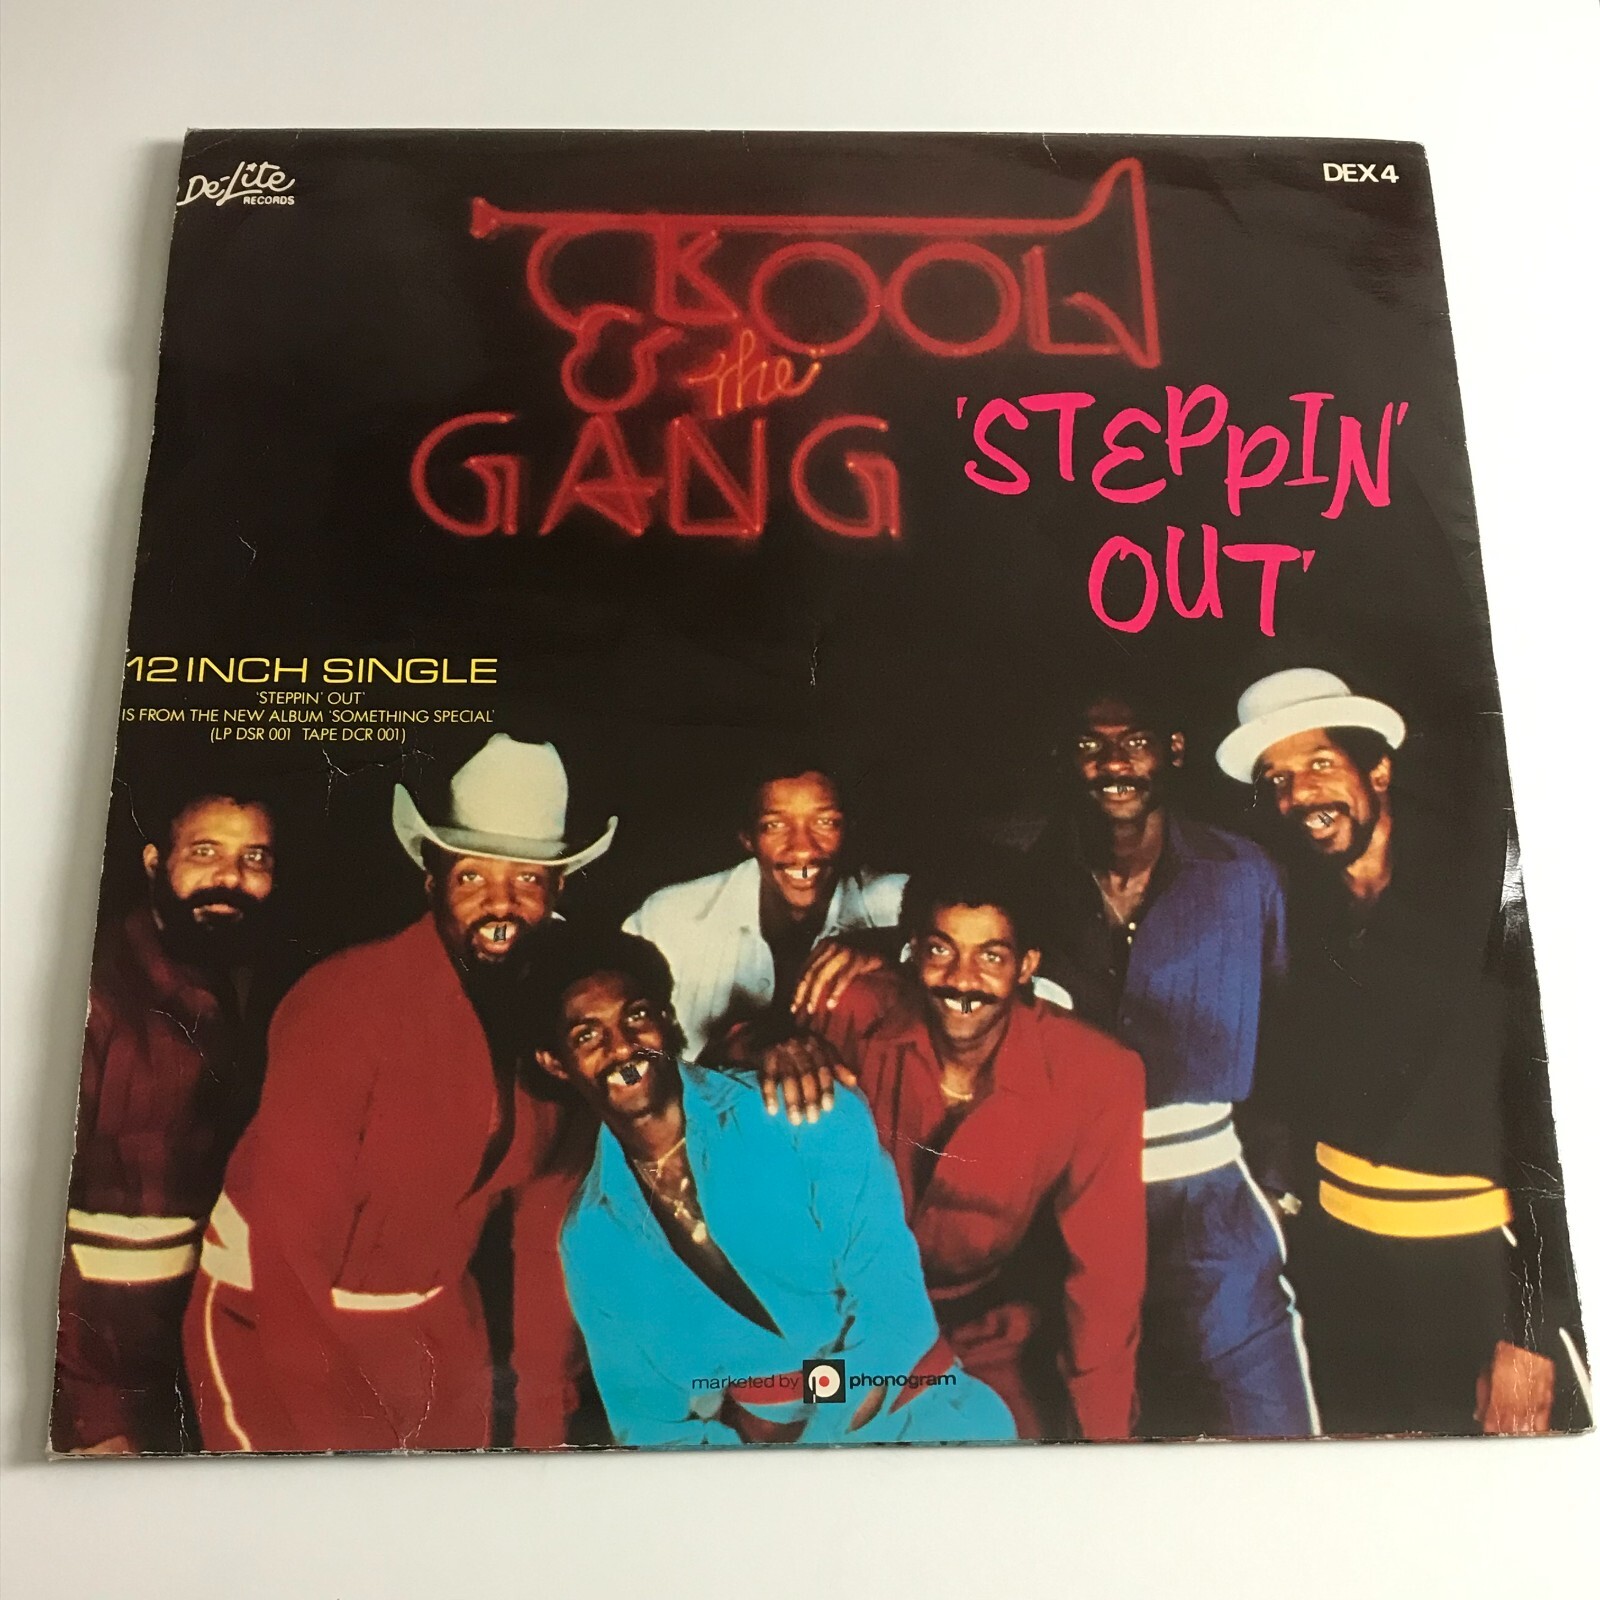 De-Lite
RECORDS
DEX 4
KOOL
& the
GANG
'STEPPIN'
OUT'
12 INCH SINGLE
'STEPPIN' OUT'
IS FROM THE NEW ALBUM 'SOMETHING SPECIAL'
(LP DSR 001 TAPE DCR 001)
marketed by p phonogram